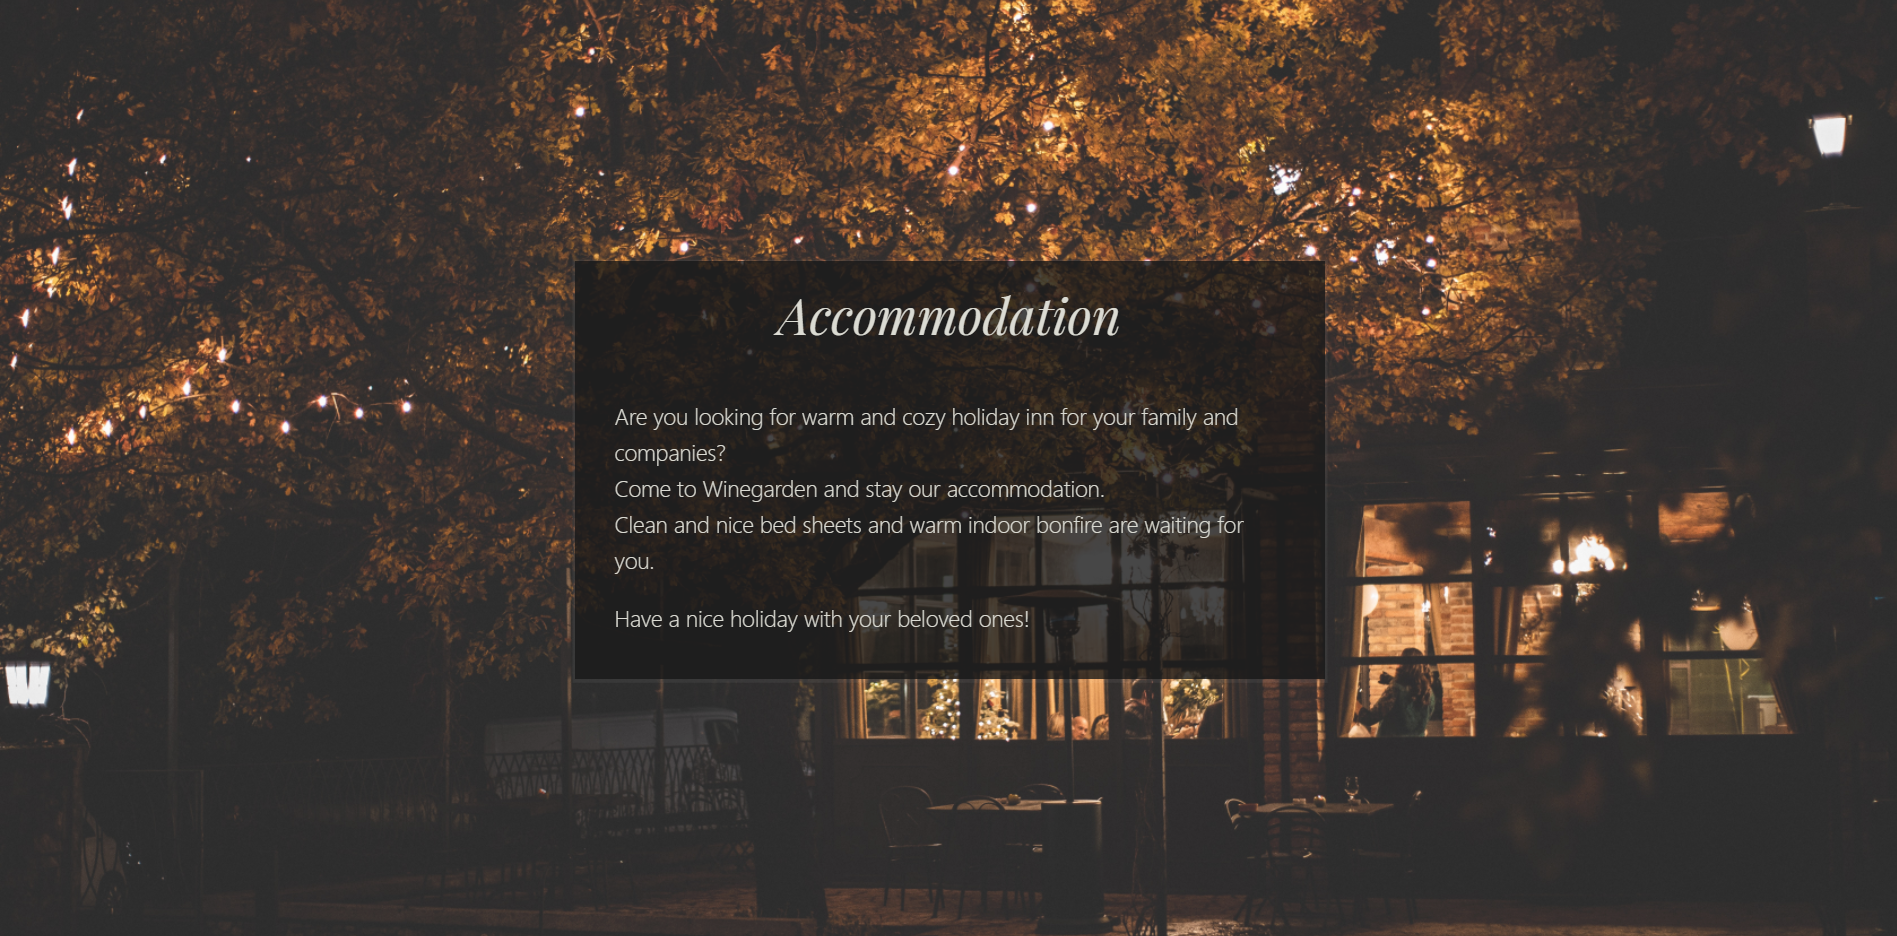 Accommodation
Are you looking for warm and cozy holiday inn for your family and
companies?
Come to Winegarden and stay our accommodation.
Clean and nice bed sheets and warm indoor bonfire are waiting for
you.
Have a nice holiday with your beloved ones!